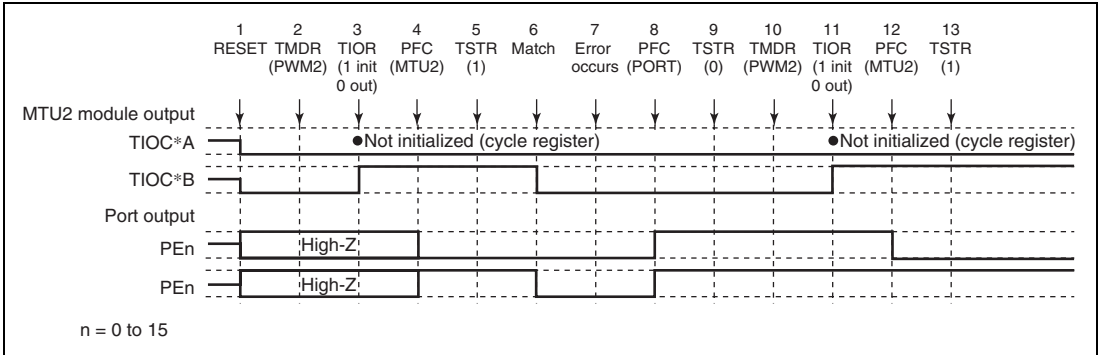 1 2 3 4 5 6 7 8 9 10 11 12 13
RESET TMDR TIOR PFC TSTR Match Error PFC TSTR TMDR TIOR PFC TSTR
(PWM2) (1 init (MTU2) (1) occurs (PORT) (0) (PWM2) (1 init (MTU2) (1)
0 out) 0 out)
MTU2 module output
TIOC*A ●Not initialized (cycle register) ●Not initialized (cycle register)
TIOC*B
Port output
PEn High-Z
PEn High-Z
n = 0 to 15